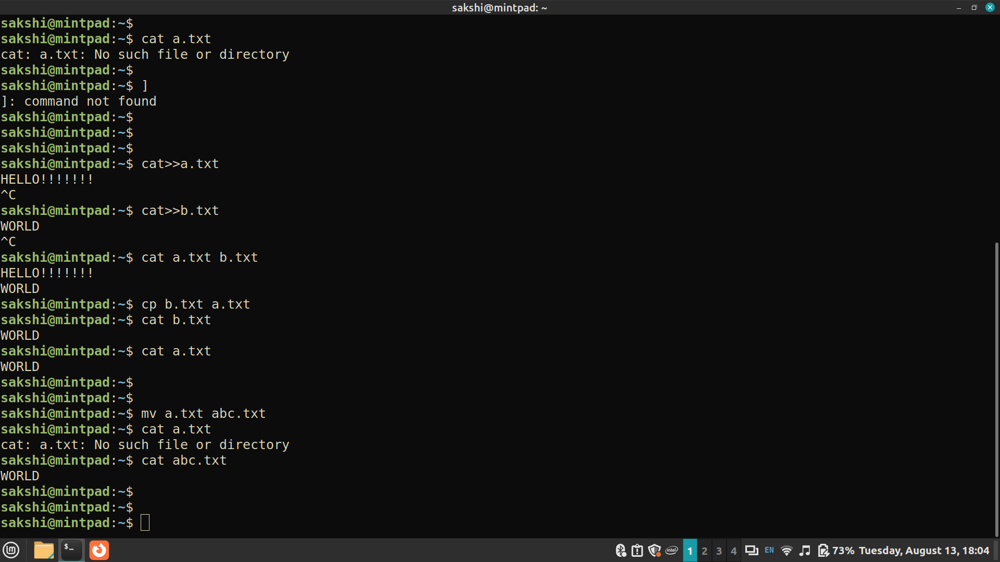 sakshi@mintpad: ~
sakshi@mintpad:~$
sakshi@mintpad:~$ cat a.txt
cat: a.txt: No such file or directory
sakshi@mintpad:~$
sakshi@mintpad:~$ ]
]: command not found
sakshi@mintpad:~$
sakshi@mintpad:~$
sakshi@mintpad:~$
sakshi@mintpad:~$ cat>>a.txt
HELLO!!!!!!!
^C
sakshi@mintpad:~$ cat>>b.txt
WORLD
^C
sakshi@mintpad:~$ cat a.txt b.txt
HELLO!!!!!!!
WORLD
sakshi@mintpad:~$ cp b.txt a.txt
sakshi@mintpad:~$ cat b.txt
WORLD
sakshi@mintpad:~$ cat a.txt
WORLD
sakshi@mintpad:~$
sakshi@mintpad:~$
sakshi@mintpad:~$ mv a.txt abc.txt
sakshi@mintpad:~$ cat a.txt
cat: a.txt: No such file or directory
sakshi@mintpad:~$ cat abc.txt
WORLD
sakshi@mintpad:~$
sakshi@mintpad:~$
sakshi@mintpad:~$
$_ intel 1 2 3 4 EN 73% Tuesday, August 13, 18:04